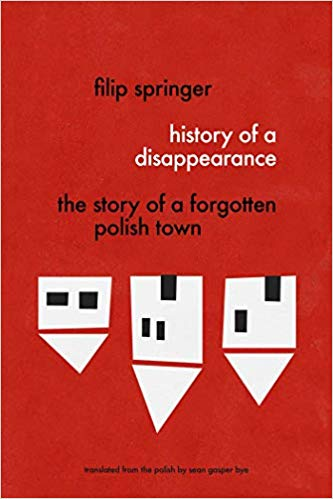 filip springer
history of a
disappearance
the story of a forgotten
polish town
translated from the polish by sean gasper bye